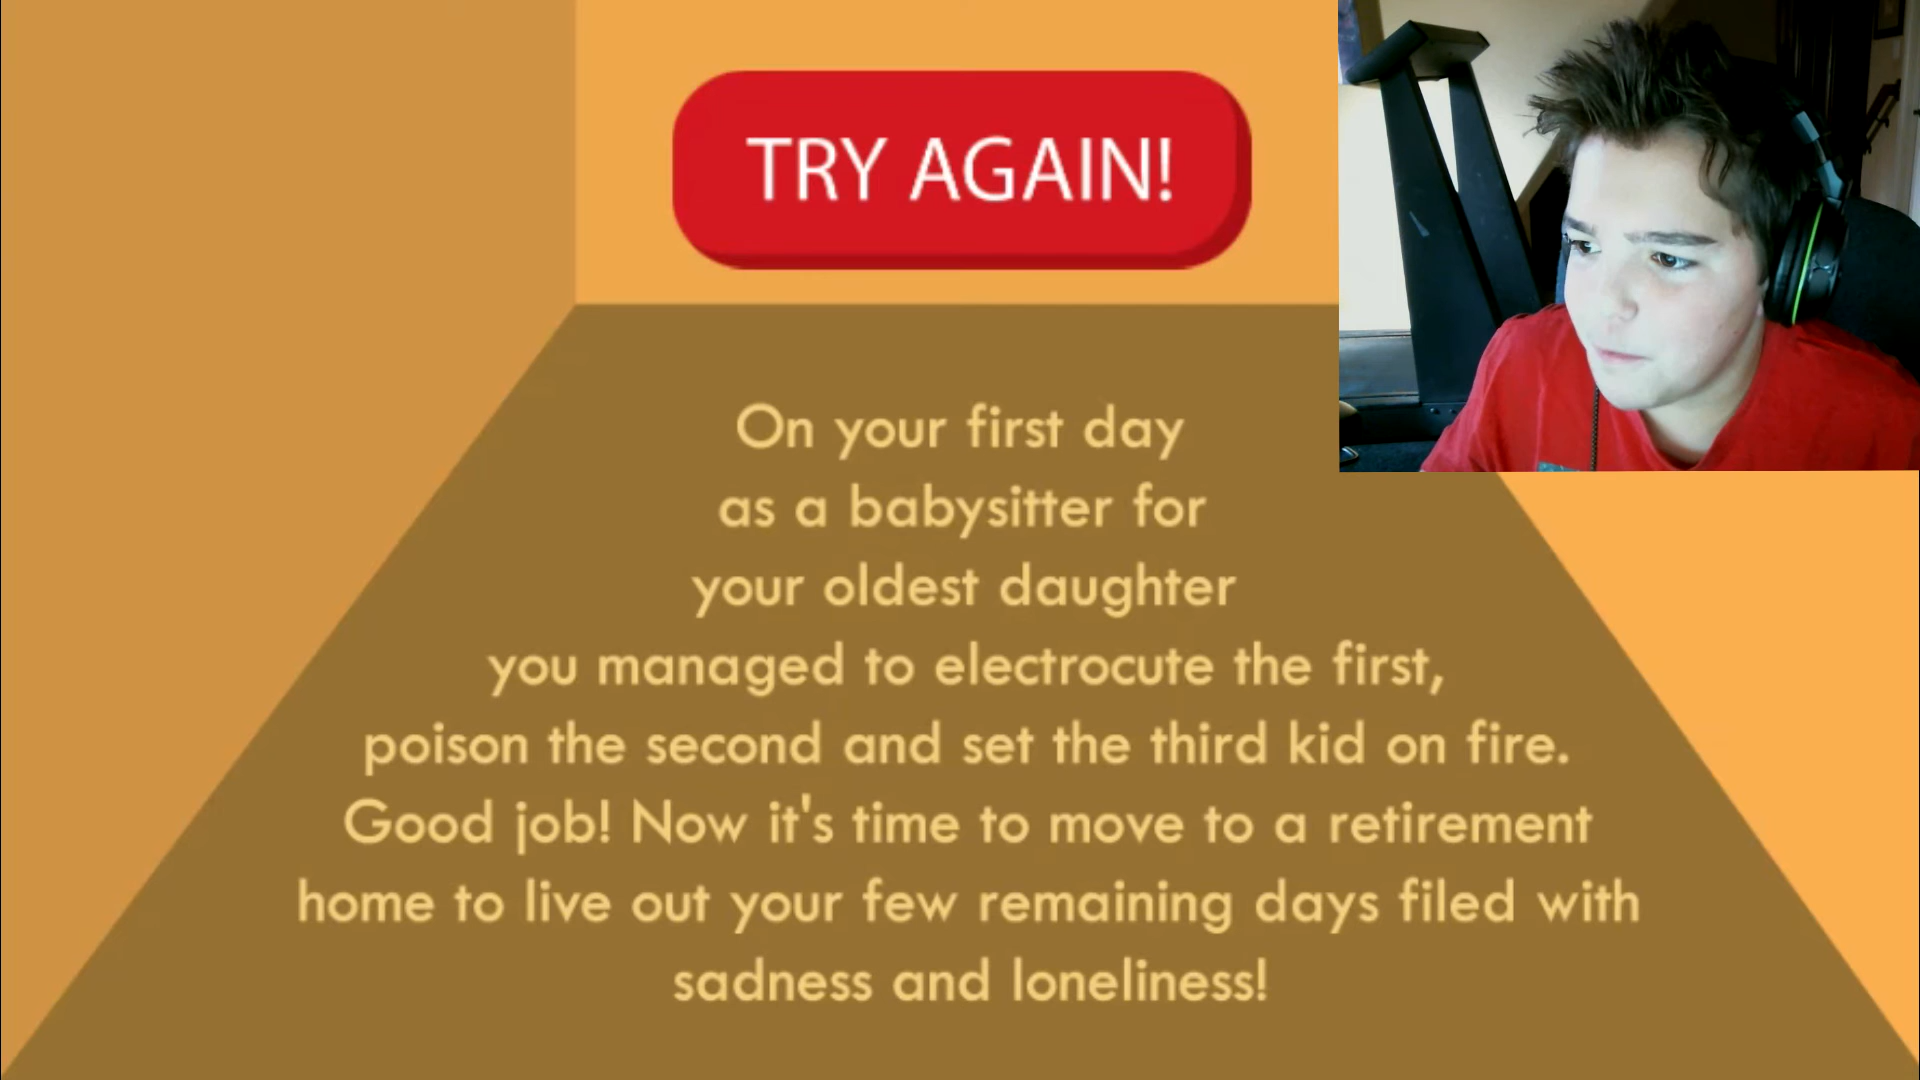 TRY AGAIN!
On your first day
as a babysitter for
your oldest daughter
you managed to electrocute the first,
poison the second and set the third kid on fire.
Good job! Now it's time to move to a retirement
home to live out your few remaining days filed with
sadness and loneliness!